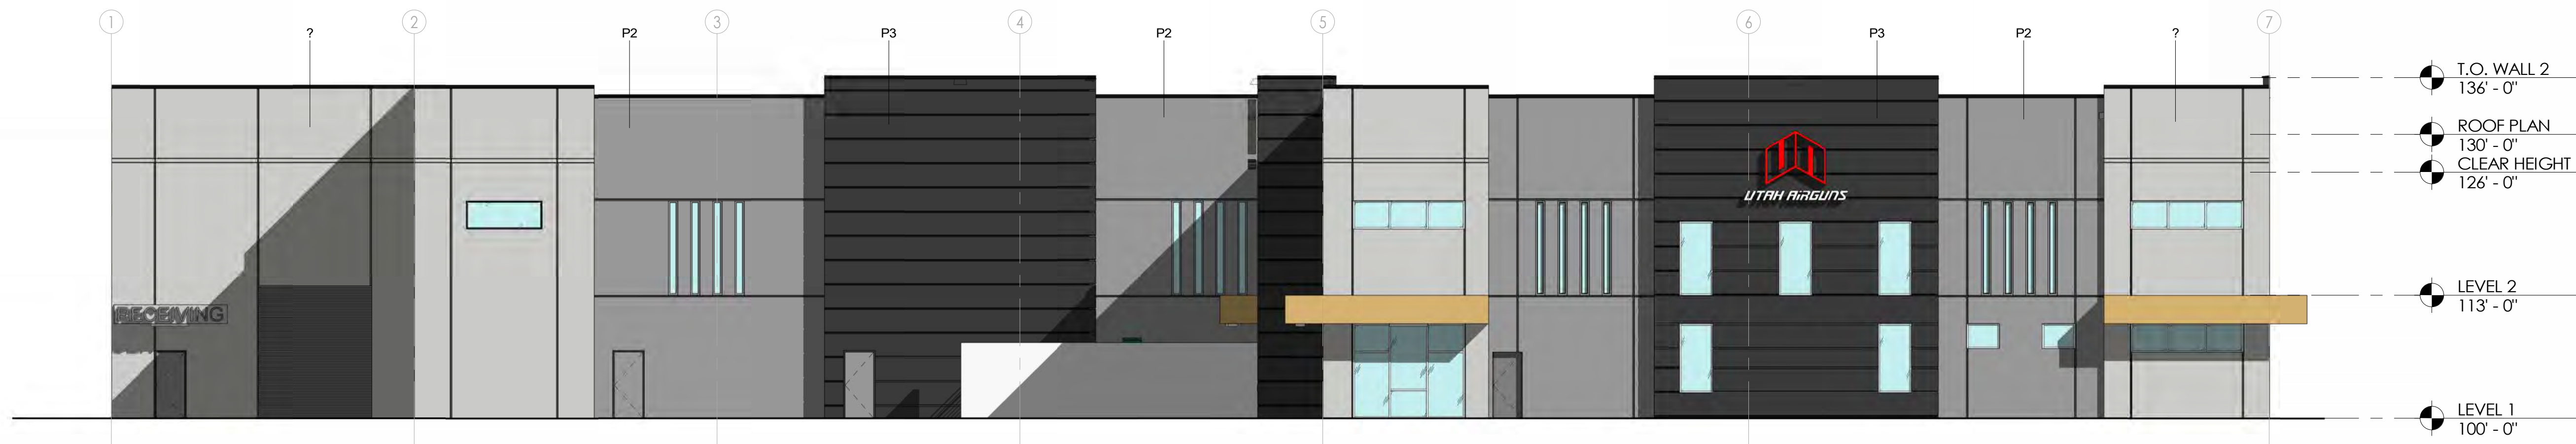 1 2 3 4 5 6 7
? P2 P3 P2 P3 P2 ?
T.O. WALL 2
136' - 0"
ROOF PLAN
130' - 0"
CLEAR HEIGHT
126' - 0"
UTAH AIRGUNS
LEVEL 2
113' - 0"
RECEIVING
LEVEL 1
100' - 0"